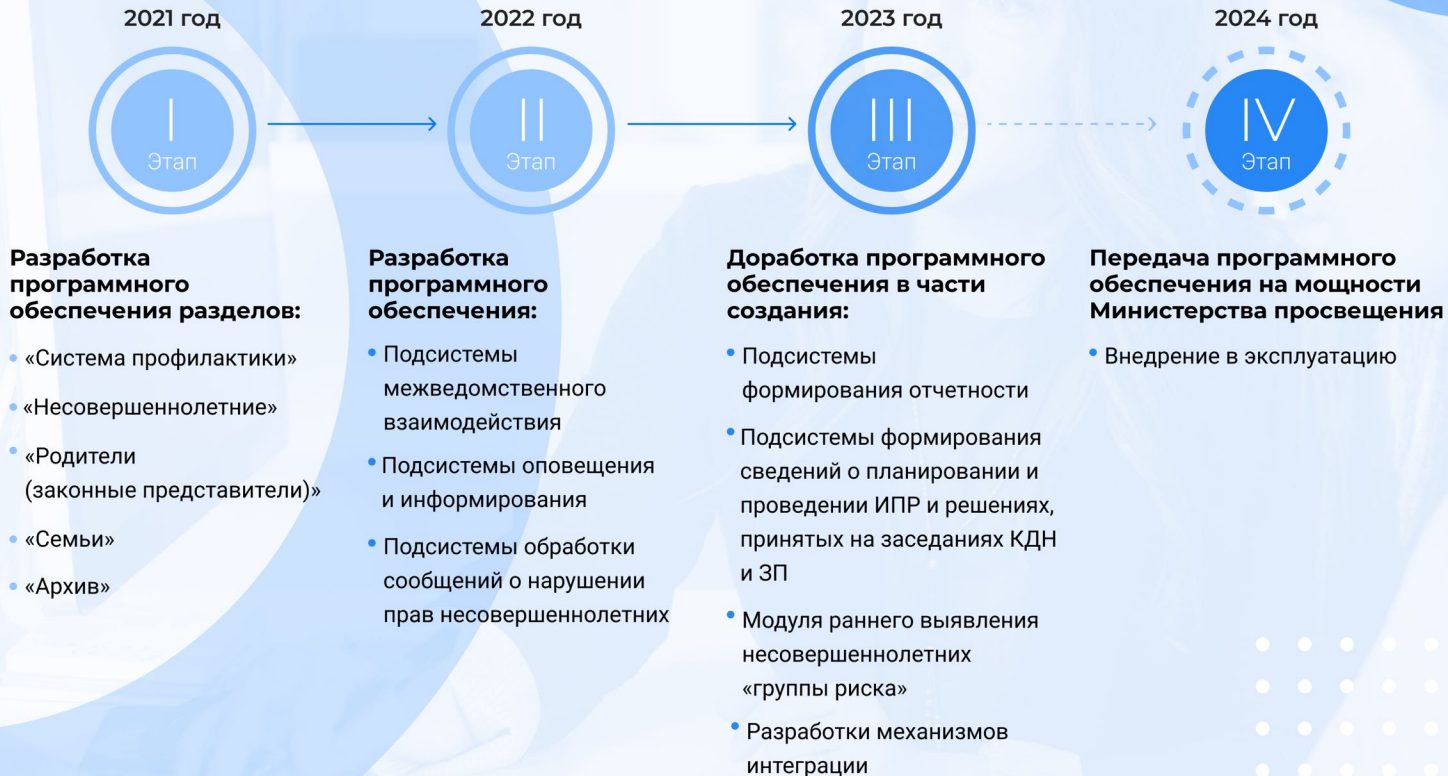 2021 год
I
Этап
Разработка
программного
обеспечения разделов:
«Система профилактики»
«Несовершеннолетние»
«Родители
(законные представители)»
«Семьи»
«Архив»
2022 год
II
Этап
Разработка
программного
обеспечения:
Подсистемы
межведомственного
взаимодействия
Подсистемы оповещения
и информирования
Подсистемы обработки
сообщений о нарушении
прав несовершеннолетних
2023 год
III
Этап
Доработка программного
обеспечения в части
создания:
Подсистемы
формирования отчетности
Подсистемы формирования
сведений о планировании и
проведении ИПР и решениях,
принятых на заседаниях КДН
и ЗП
Модуля раннего выявления
несовершеннолетних
«группы риска»
Разработки механизмов
интеграции
2024 год
IV
Этап
Передача программного
обеспечения на мощности
Министерства просвещения
Внедрение в эксплуатацию